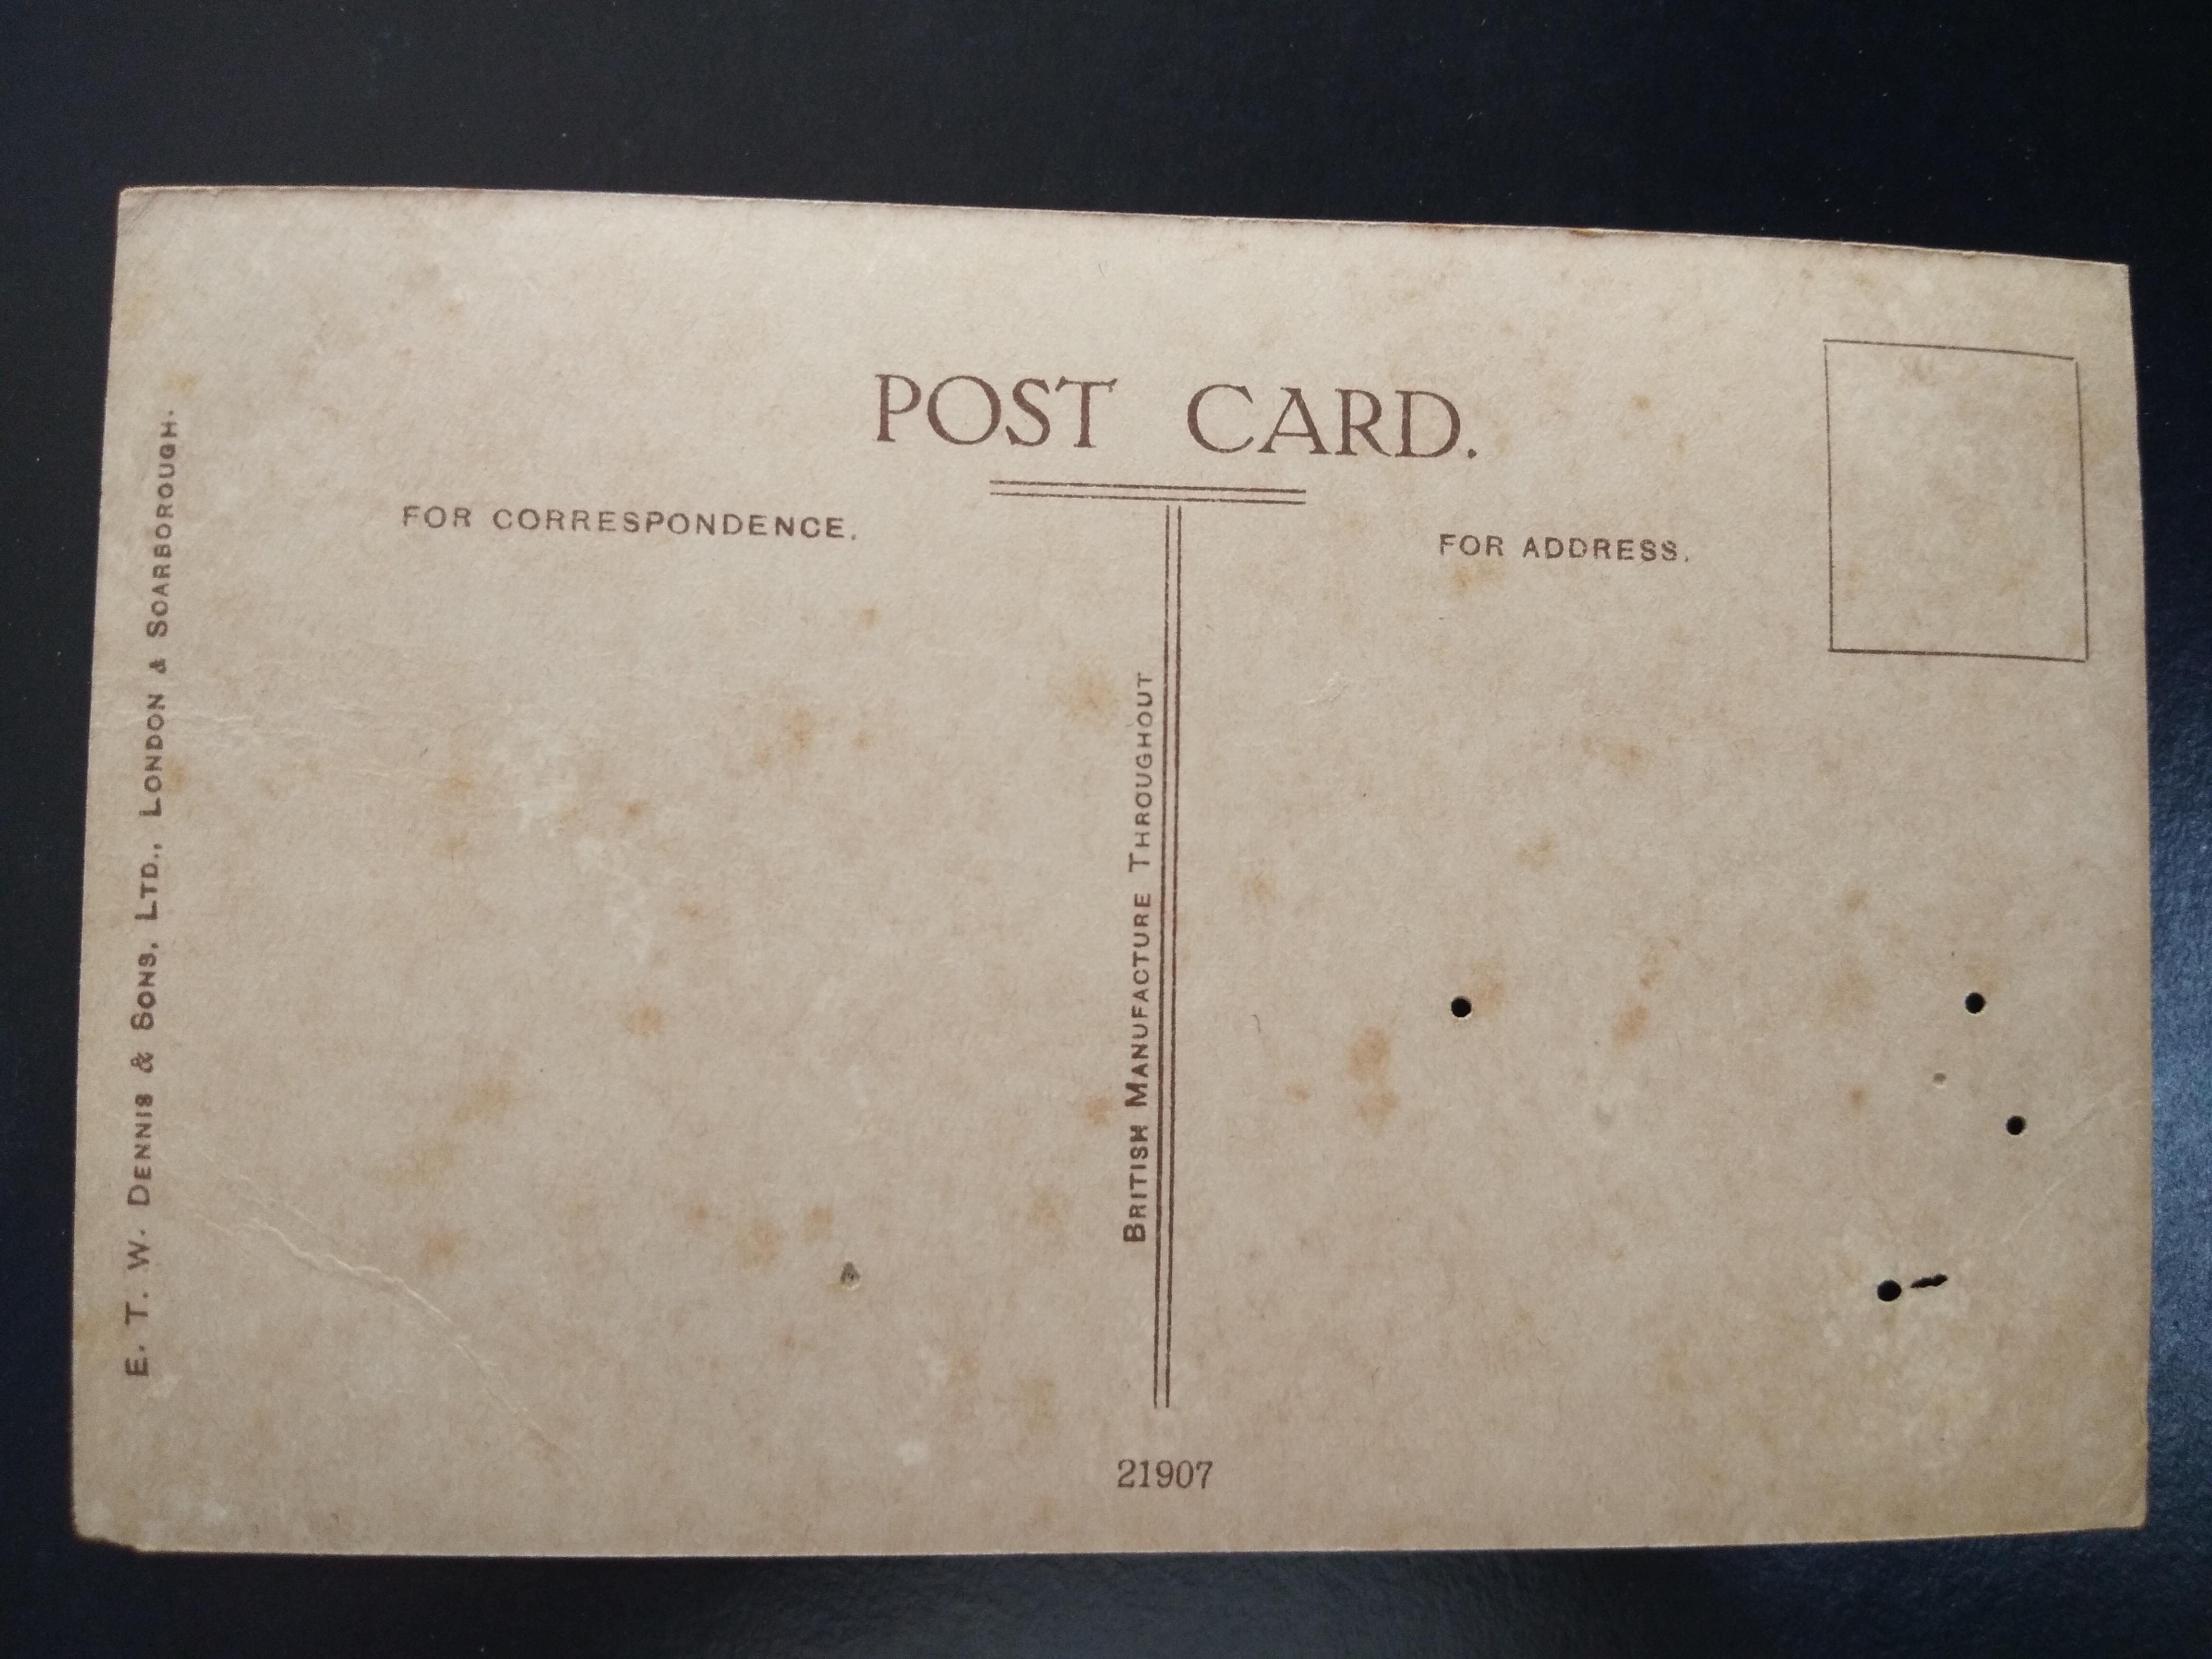 POST CARD.
FOR CORRESPONDENCE.
FOR ADDRESS.
E. T. W. DENNIS & SONS, LTD., LONDON & SCARBOROUGH.
BRITISH MANUFACTURE THROUGHOUT
21907